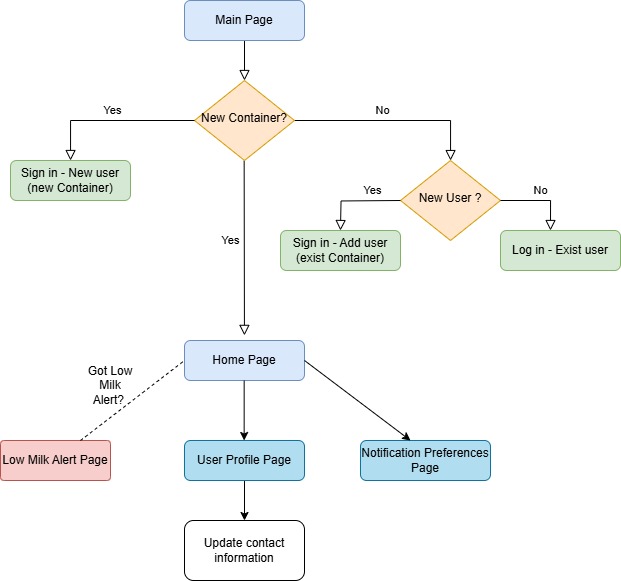 Main Page
New Container?
Yes
No
Sign in - New user
(new Container)
New User ?
Yes
No
Sign in - Add user
(exist Container)
Log in - Exist user
Yes
Home Page
Got Low
Milk
Alert?
Low Milk Alert Page
User Profile Page
Notification Preferences
Page
Update contact
information